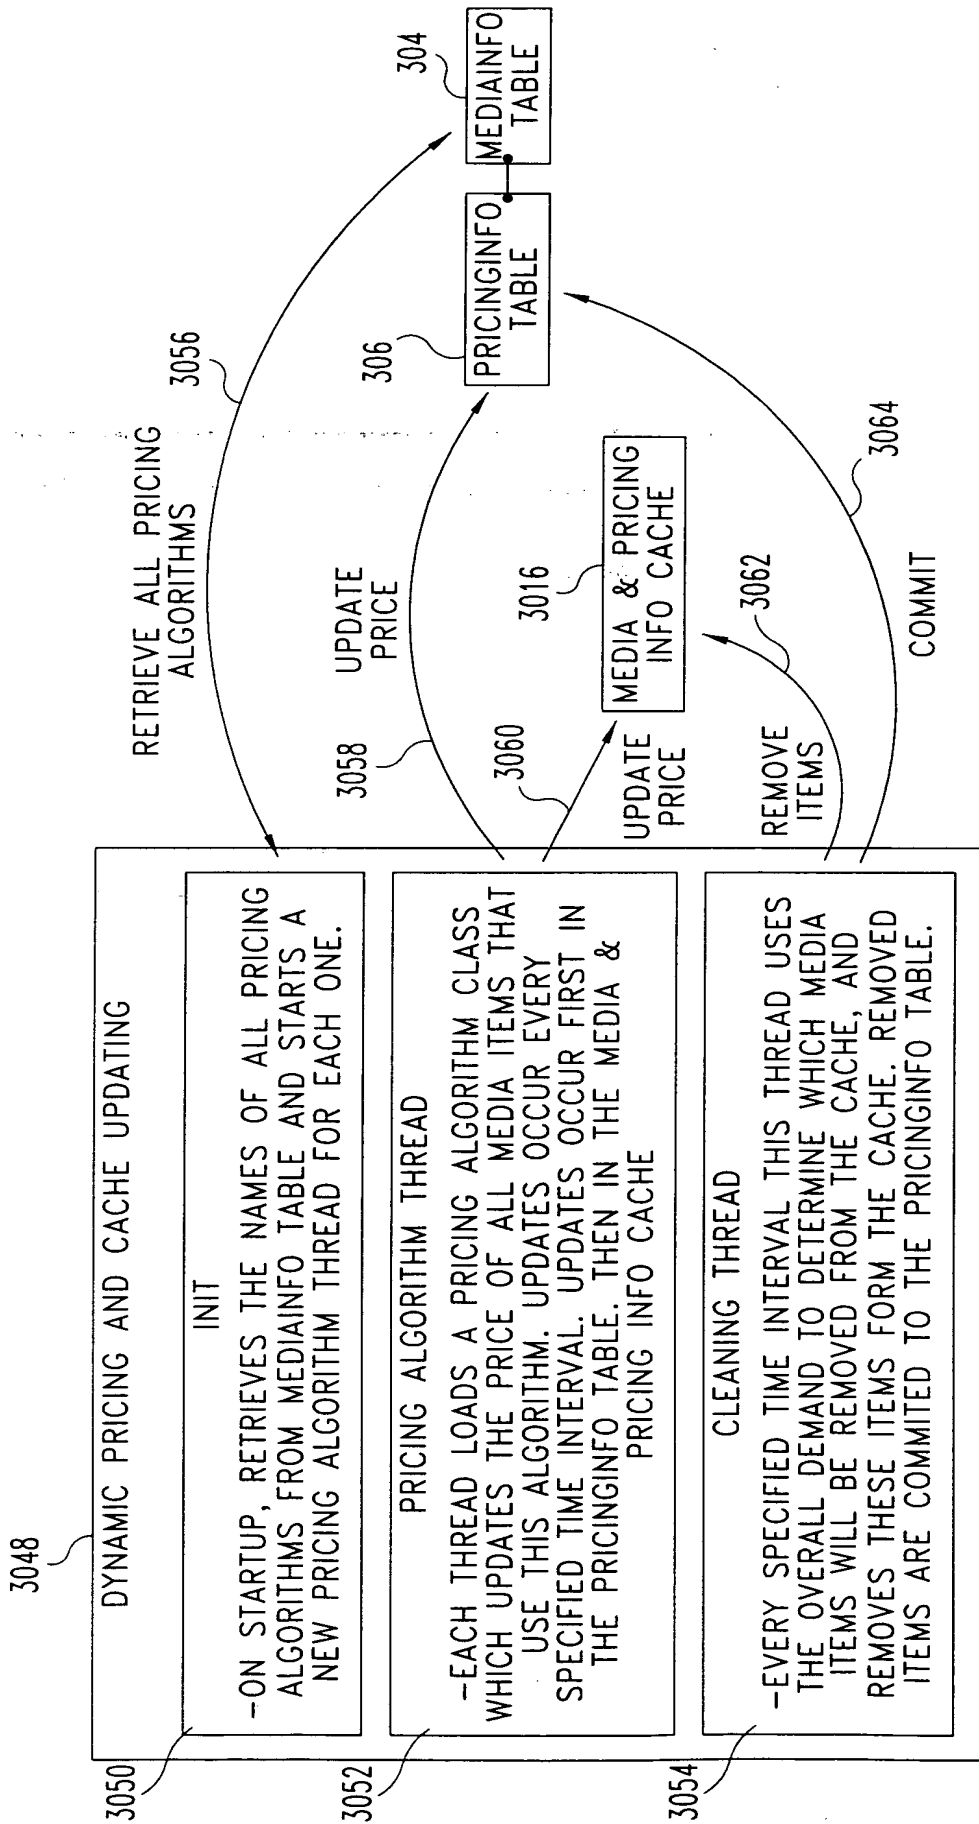 3048
DYNAMIC PRICING AND CACHE UPDATING
3050
INIT
-ON STARTUP, RETRIEVES THE NAMES OF ALL PRICING
ALGORITHMS FROM MEDIAINFO TABLE AND STARTS A
NEW PRICING ALGORITHM THREAD FOR EACH ONE.
3052
PRICING ALGORITHM THREAD
-EACH THREAD LOADS A PRICING ALGORITHM CLASS
WHICH UPDATES THE PRICE OF ALL MEDIA ITEMS THAT
USE THIS ALGORITHM. UPDATES OCCUR EVERY
SPECIFIED TIME INTERVAL. UPDATES OCCUR FIRST IN
THE PRICINGINFO TABLE. THEN IN THE MEDIA &
PRICING INFO CACHE
3054
CLEANING THREAD
-EVERY SPECIFIED TIME INTERVAL THIS THREAD USES
THE OVERALL DEMAND TO DETERMINE WHICH MEDIA
ITEMS WILL BE REMOVED FROM THE CACHE, AND
REMOVES THESE ITEMS FORM THE CACHE. REMOVED
ITEMS ARE COMMITED TO THE PRICINGINFO TABLE.
RETRIEVE ALL PRICING
ALGORITHMS
3056
3058
UPDATE
PRICE
3060
UPDATE
PRICE
3016
MEDIA & PRICING
INFO CACHE
REMOVE
ITEMS
3062
COMMIT
3064
306
PRICINGINFO
TABLE
304
MEDIAINFO
TABLE